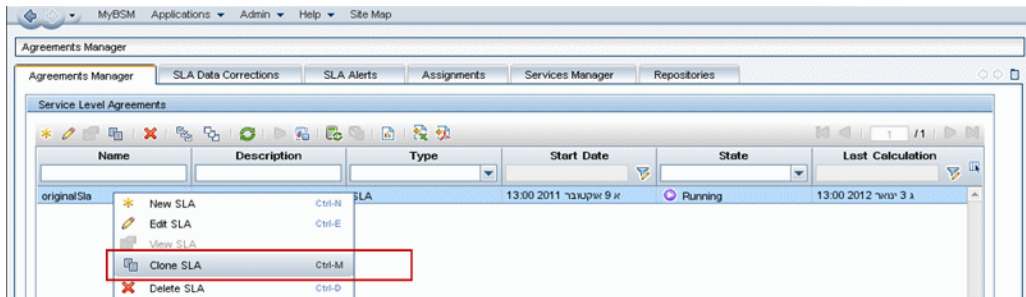 MyBSM Applications Admin Help Site Map
Agreements Manager
Agreements Manager SLA Data Corrections SLA Alerts Assignments Services Manager Repositories
Service Level Agreements
1 /1
Name Description Type Start Date State Last Calculation
originalSla SLA א 9 אוקטובר 2011 13:00 Running ג 3 ינואר 2012 13:00
New SLA Ctrl-N
Edit SLA Ctrl-E
View SLA
Clone SLA Ctrl-M
Delete SLA Ctrl-D